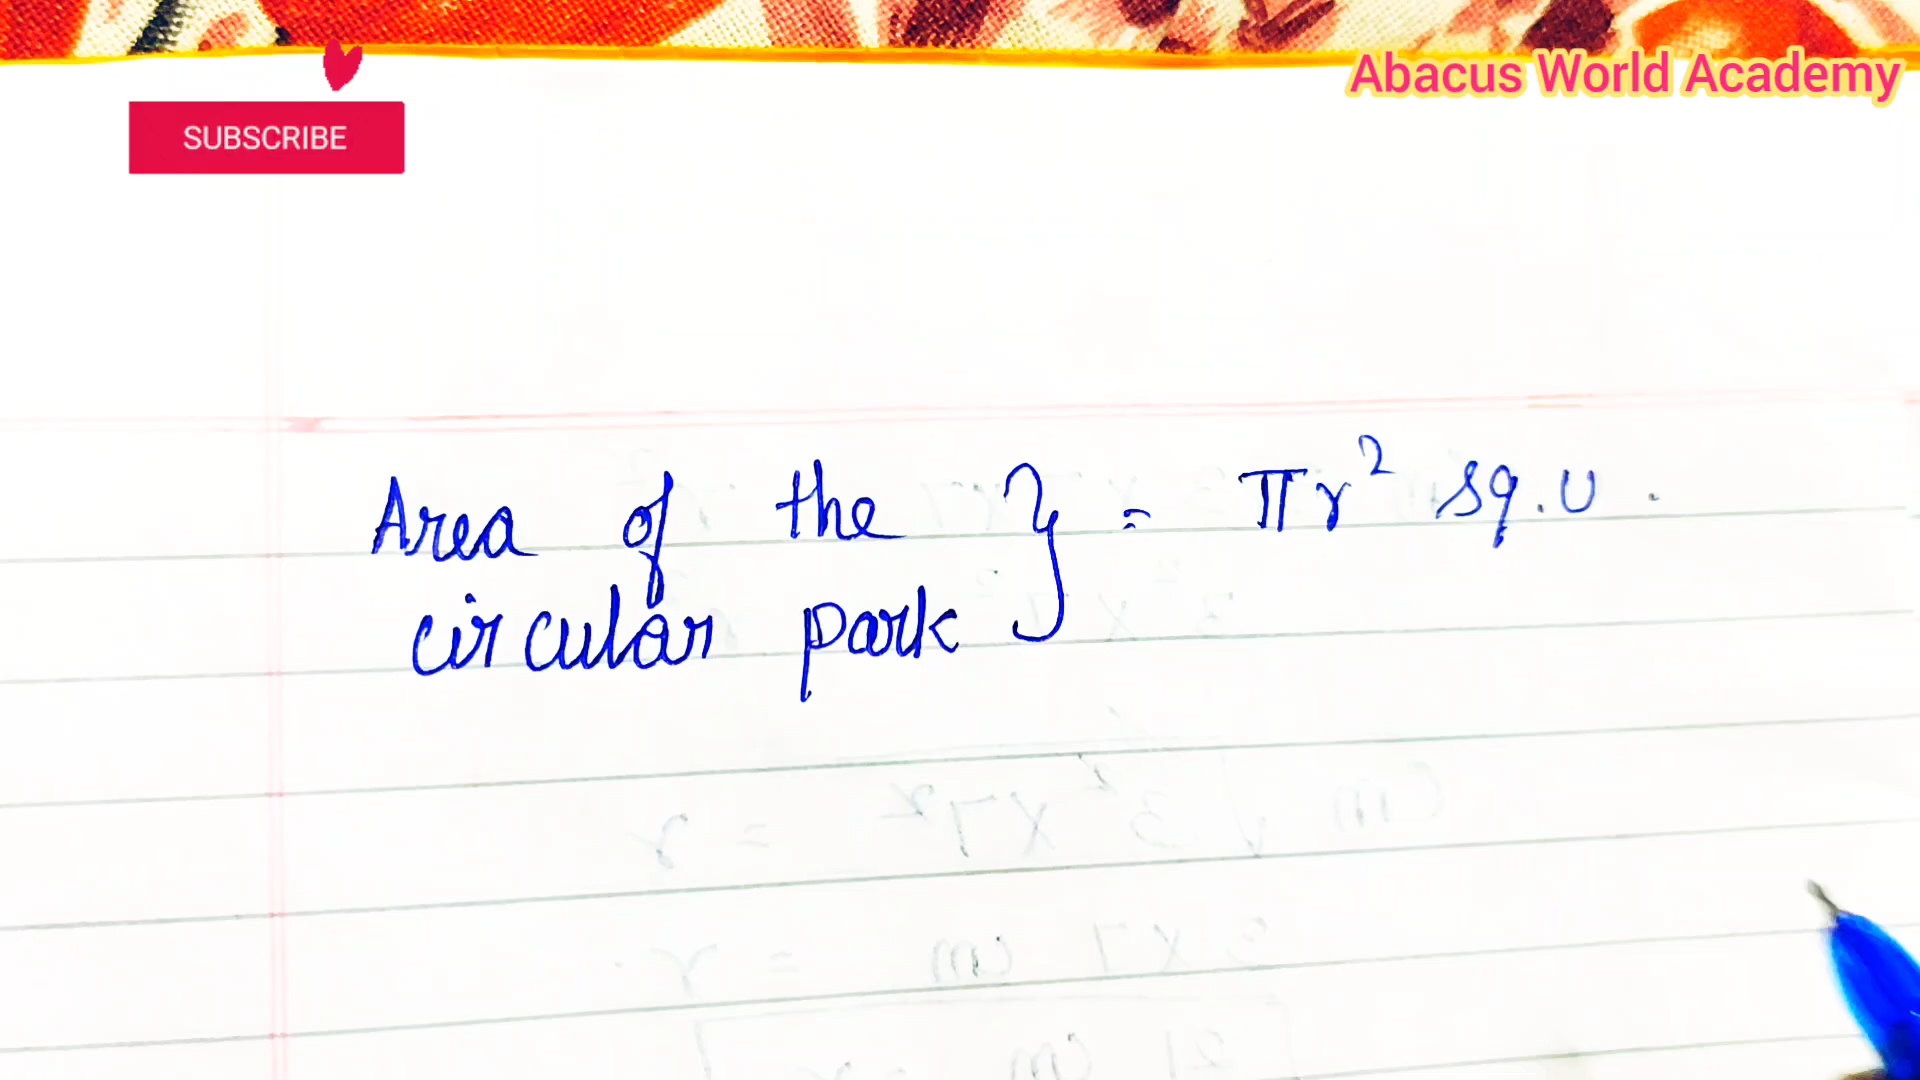 Abacus World Academy
SUBSCRIBE
Area of the } = πr² sq.u.
circular park